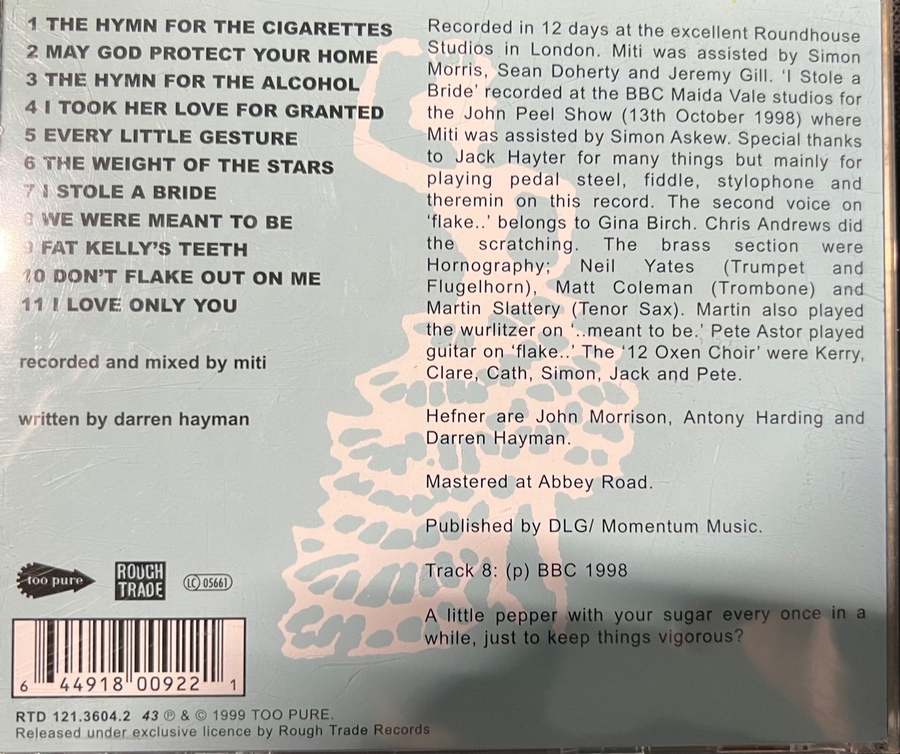 1 THE HYMN FOR THE CIGARETTES
2 MAY GOD PROTECT YOUR HOME
3 THE HYMN FOR THE ALCOHOL
4 I TOOK HER LOVE FOR GRANTED
5 EVERY LITTLE GESTURE
6 THE WEIGHT OF THE STARS
7 I STOLE A BRIDE
8 WE WERE MEANT TO BE
9 FAT KELLY'S TEETH
10 DON'T FLAKE OUT ON ME
11 I LOVE ONLY YOU
recorded and mixed by miti
written by darren hayman
Recorded in 12 days at the excellent Roundhouse
Studios in London. Miti was assisted by Simon
Morris, Sean Doherty and Jeremy Gill. 'I Stole a
Bride' recorded at the BBC Maida Vale studios for
the John Peel Show (13th October 1998) where
Miti was assisted by Simon Askew. Special thanks
to Jack Hayter for many things but mainly for
playing pedal steel, fiddle, stylophone and
theremin on this record. The second voice on
'flake..' belongs to Gina Birch. Chris Andrews did
the scratching. The brass section were
Hornography; Neil Yates (Trumpet and
Flugelhorn), Matt Coleman (Trombone) and
Martin Slattery (Tenor Sax). Martin also played
the wurlitzer on '..meant to be.' Pete Astor played
guitar on 'flake..' The '12 Oxen Choir' were Kerry,
Clare, Cath, Simon, Jack and Pete.
Hefner are John Morrison, Antony Harding and
Darren Hayman.
Mastered at Abbey Road.
Published by DLG/ Momentum Music.
Track 8: (p) BBC 1998
A little pepper with your sugar every once in a
while, just to keep things vigorous?
too pure
ROUGH
TRADE
LC 05661
6 44918 00922 1
RTD 121.3604.2 43 ℗ & © 1999 TOO PURE.
Released under exclusive licence by Rough Trade Records